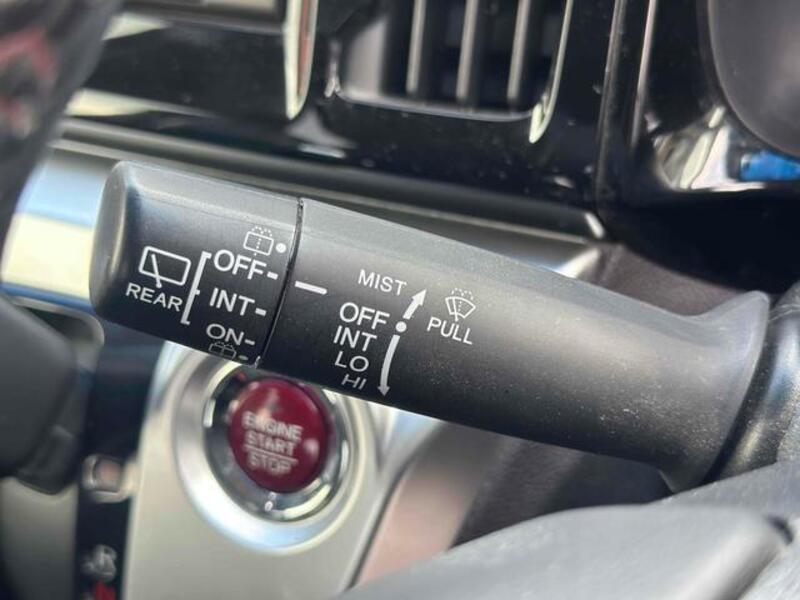 REAR
OFF
INT
ON
MIST
OFF
INT
LO
HI
PULL
ENGINE
START
STOP